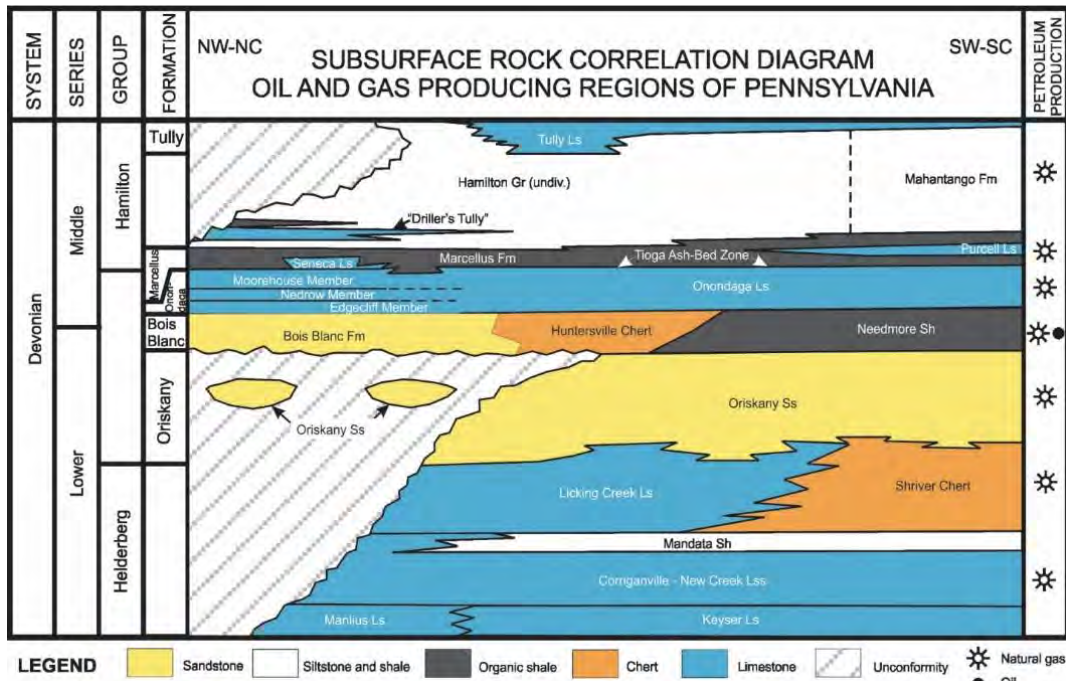 NW-NC
SW-SC
SUBSURFACE ROCK CORRELATION DIAGRAM
OIL AND GAS PRODUCING REGIONS OF PENNSYLVANIA
SYSTEM
SERIES
GROUP
FORMATION
PETROLEUM
PRODUCTION
Devonian
Middle
Lower
Hamilton
Helderberg
Tully
Marcellus
Onon-
daga
Bois
Blanc
Oriskany
Tully Ls
Hamilton Gr (undiv.)
Mahantango Fm
"Driller's Tully"
Marcellus Fm
Tioga Ash-Bed Zone
Purcell Ls
Seneca Ls
Moorehouse Member
Nedrow Member
Edgecliff Member
Onondaga Ls
Bois Blanc Fm
Huntersville Chert
Needmore Sh
Oriskany Ss
Oriskany Ss
Licking Creek Ls
Shriver Chert
Mandata Sh
Corriganville - New Creek Lss
Manlius Ls
Keyser Ls
LEGEND
Sandstone
Siltstone and shale
Organic shale
Chert
Limestone
Unconformity
Natural gas
Oil